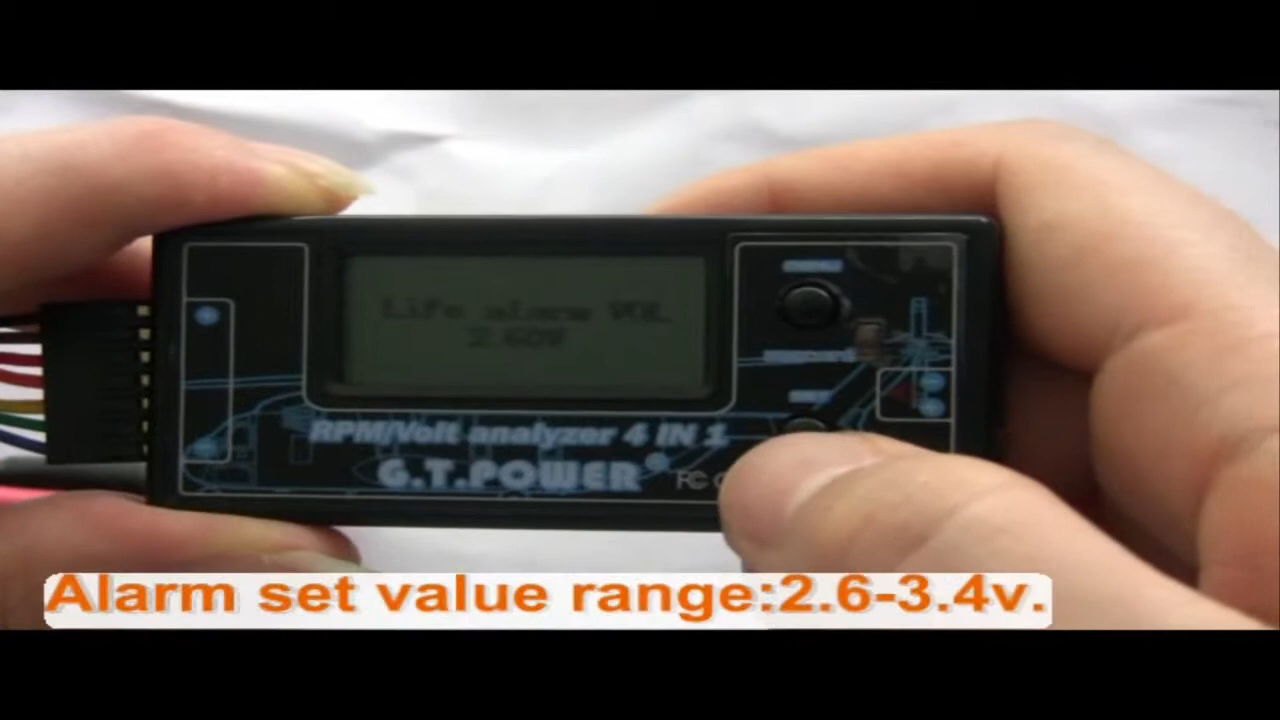 Life alarm VOL
2.60V
RPM/Volt analyzer 4 IN 1
G.T.POWER®
FC
Alarm set value range:2.6-3.4v.